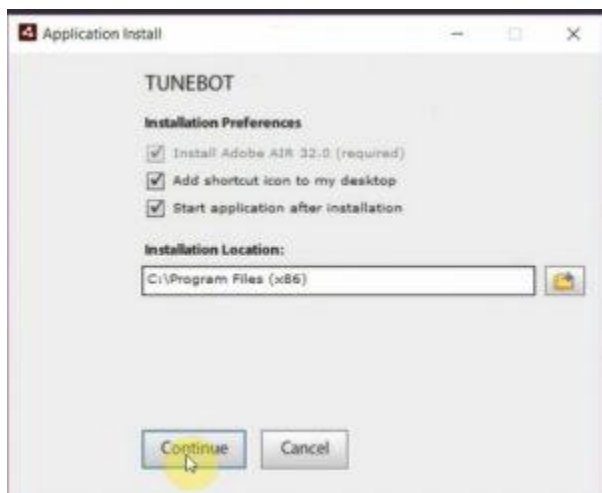 Application Install
TUNEBOT
Installation Preferences
Install Adobe AIR 32.0 (required)
Add shortcut icon to my desktop
Start application after installation
Installation Location:
C:\Program Files (x86)
Continue
Cancel